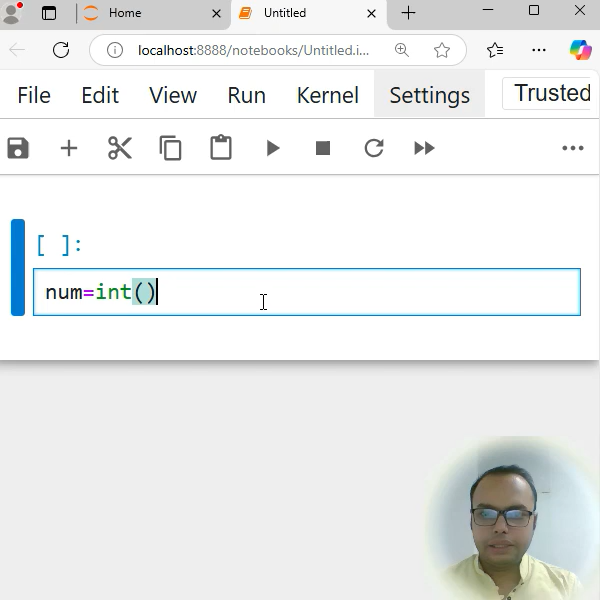 Home
Untitled
localhost:8888/notebooks/Untitled.i...
File Edit View Run Kernel Settings Trusted
[ ]:
num=int()